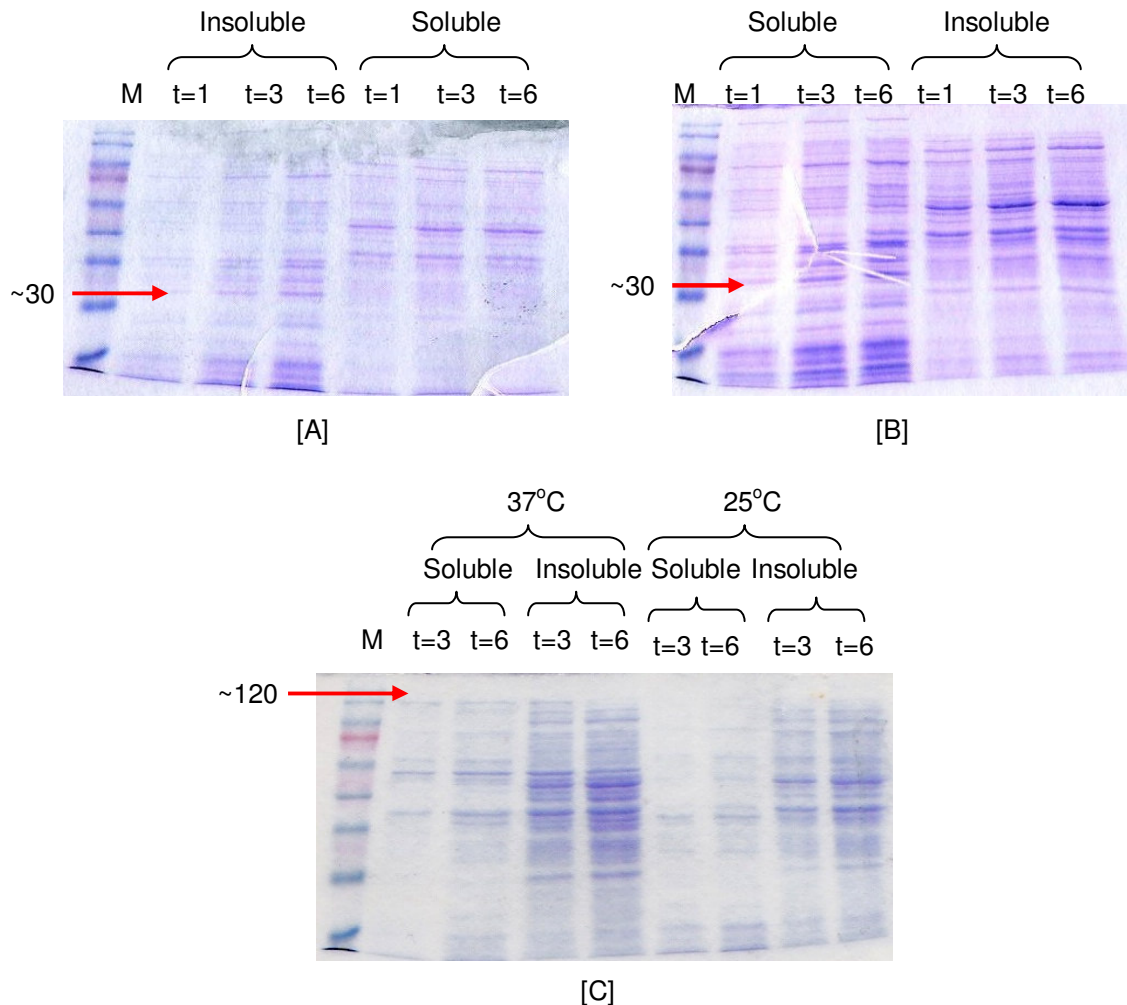 Insoluble Soluble
M t=1 t=3 t=6 t=1 t=3 t=6
~30
[A]
Soluble Insoluble
M t=1 t=3 t=6 t=1 t=3 t=6
~30
[B]
37°C 25°C
Soluble Insoluble Soluble Insoluble
M t=3 t=6 t=3 t=6 t=3 t=6 t=3 t=6
~120
[C]